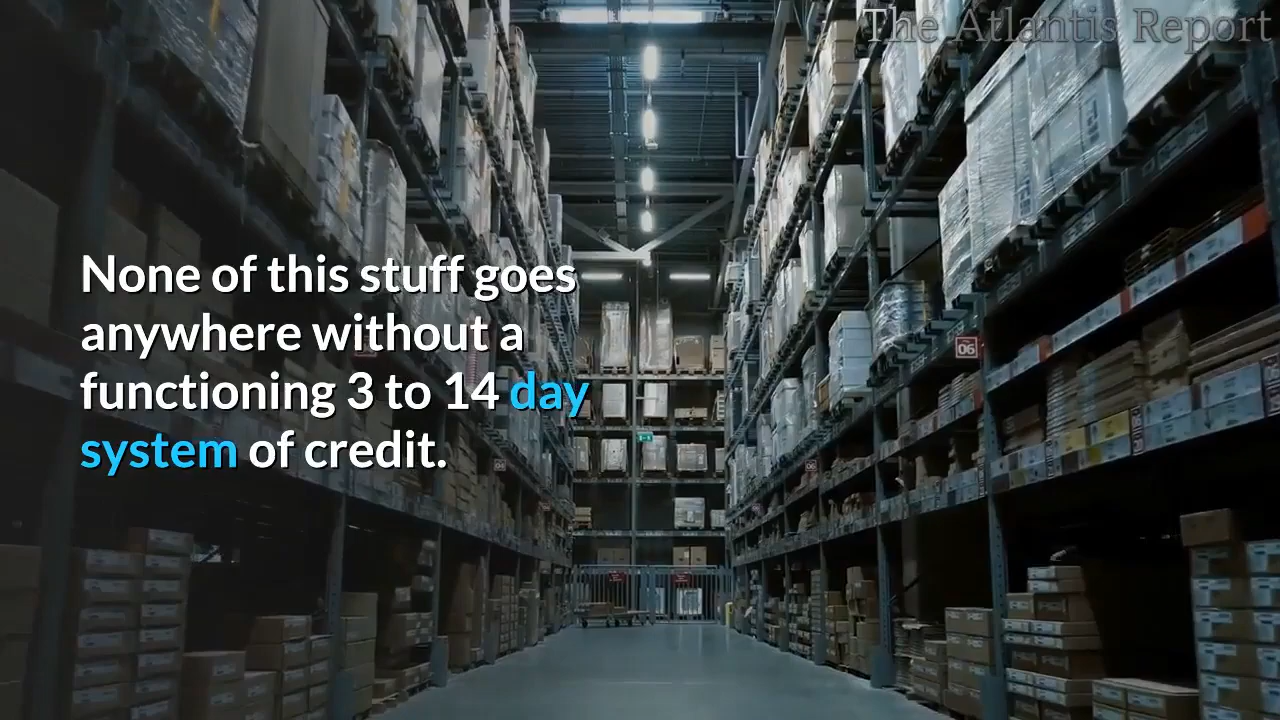 The Atlantis Report
None of this stuff goes
anywhere without a
functioning 3 to 14 day
system of credit.
06